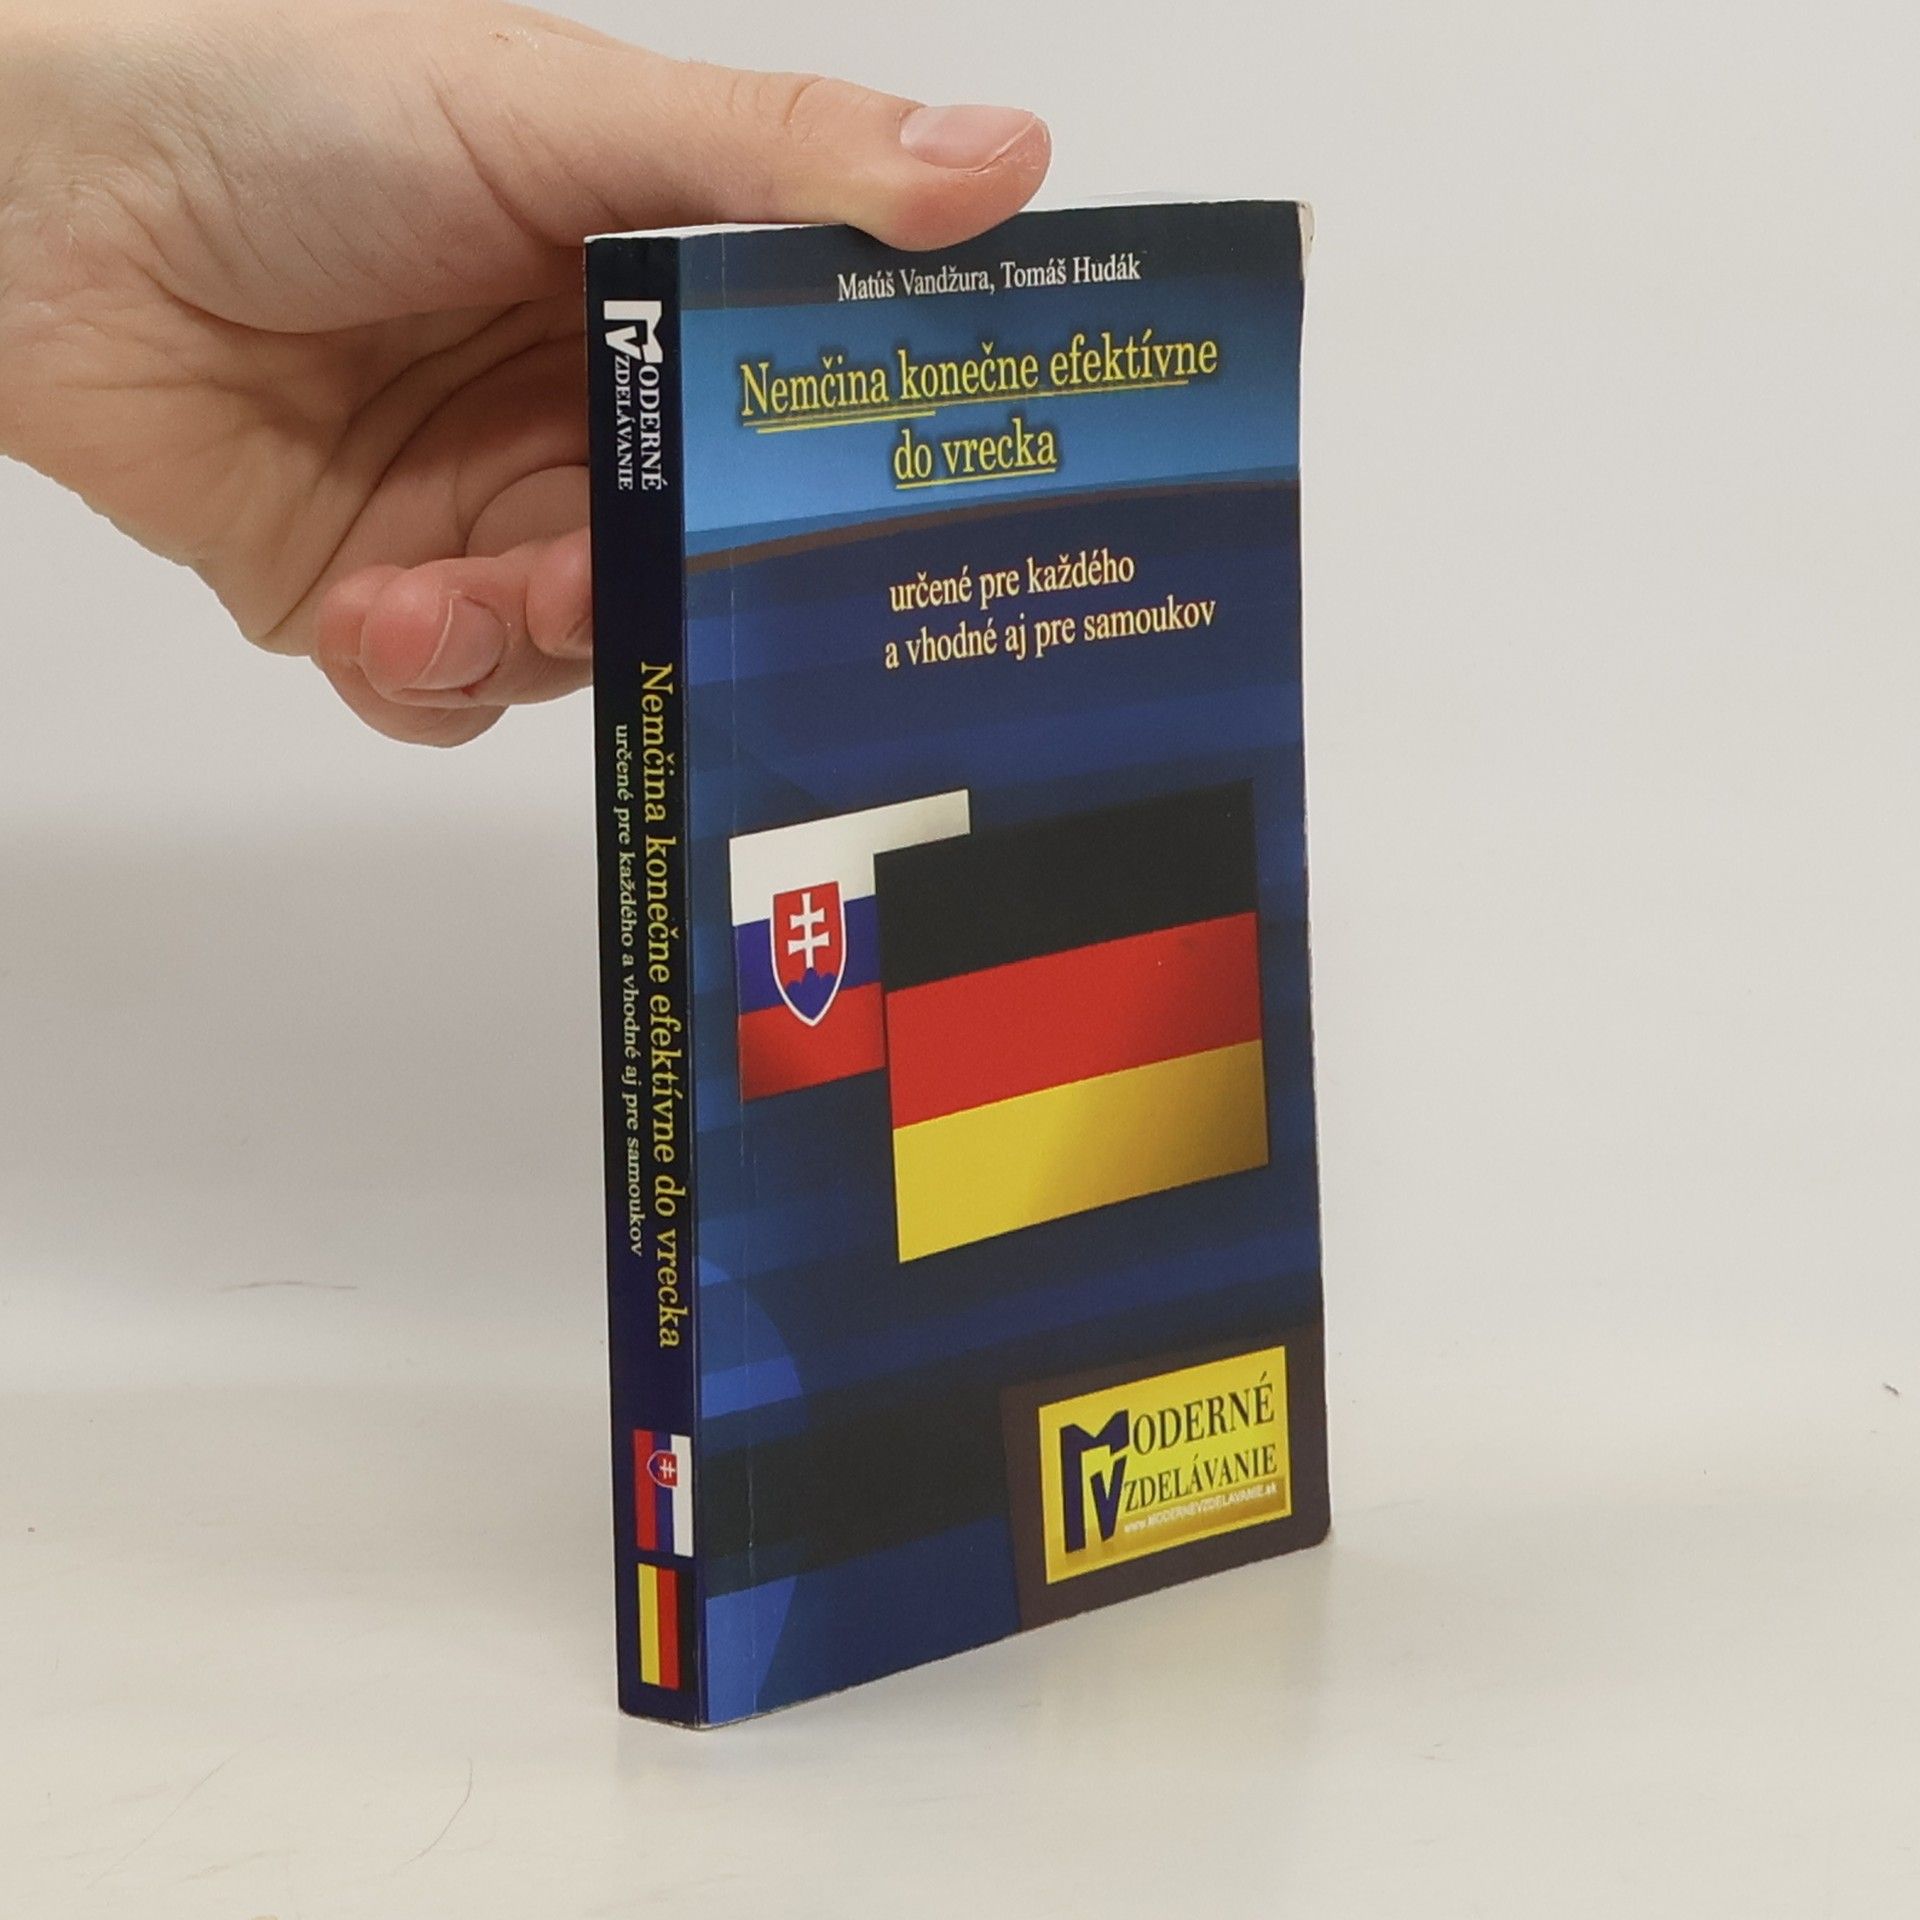 Matúš Vandžura, Tomáš Hudák
Nemčina konečne efektívne
do vrecka
určené pre každého
a vhodné aj pre samoukov
MODERNÉ
VZDELÁVANIE
www.MODERNEVZDELAVANIE.sk
MODERNÉ
VZDELÁVANIE
Nemčina konečne efektívne do vrecka
určené pre každého a vhodné aj pre samoukov